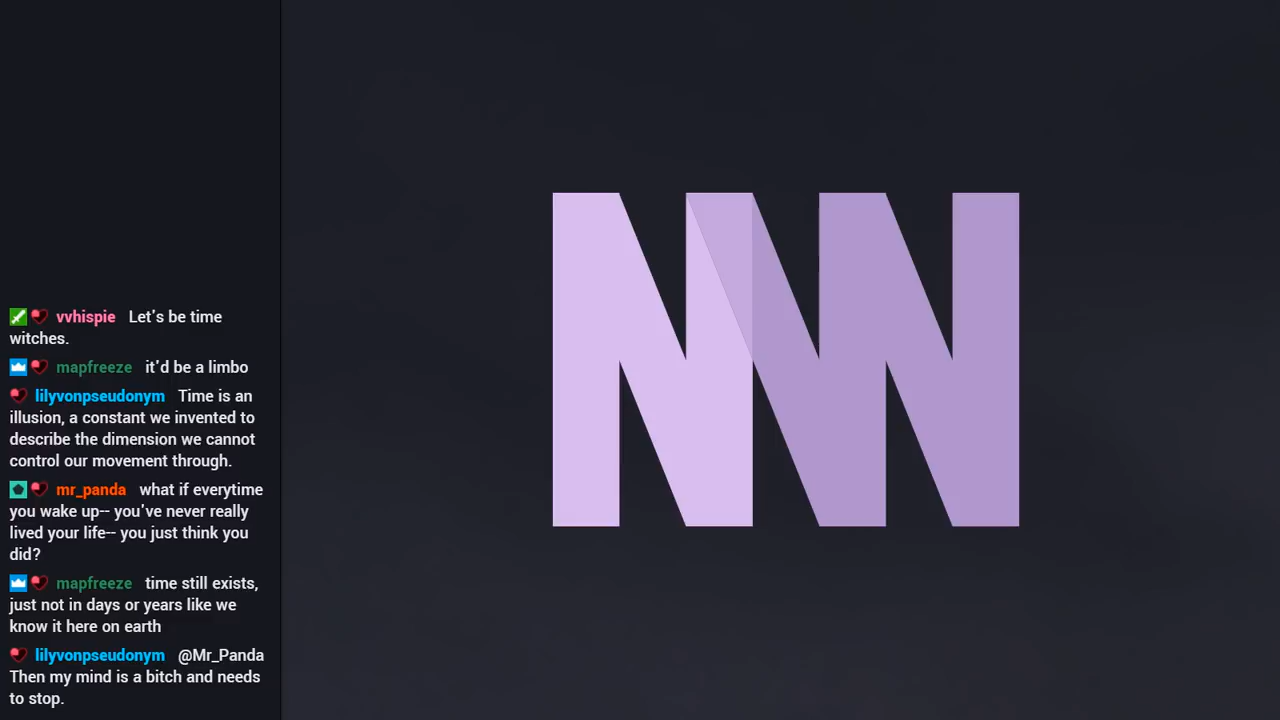 vvhispie Let's be time
witches.
mapfreeze it'd be a limbo
lilyvonpseudonym Time is an
illusion, a constant we invented to
describe the dimension we cannot
control our movement through.
mr_panda what if everytime
you wake up-- you've never really
lived your life-- you just think you
did?
mapfreeze time still exists,
just not in days or years like we
know it here on earth
lilyvonpseudonym @Mr_Panda
Then my mind is a bitch and needs
to stop.
NN